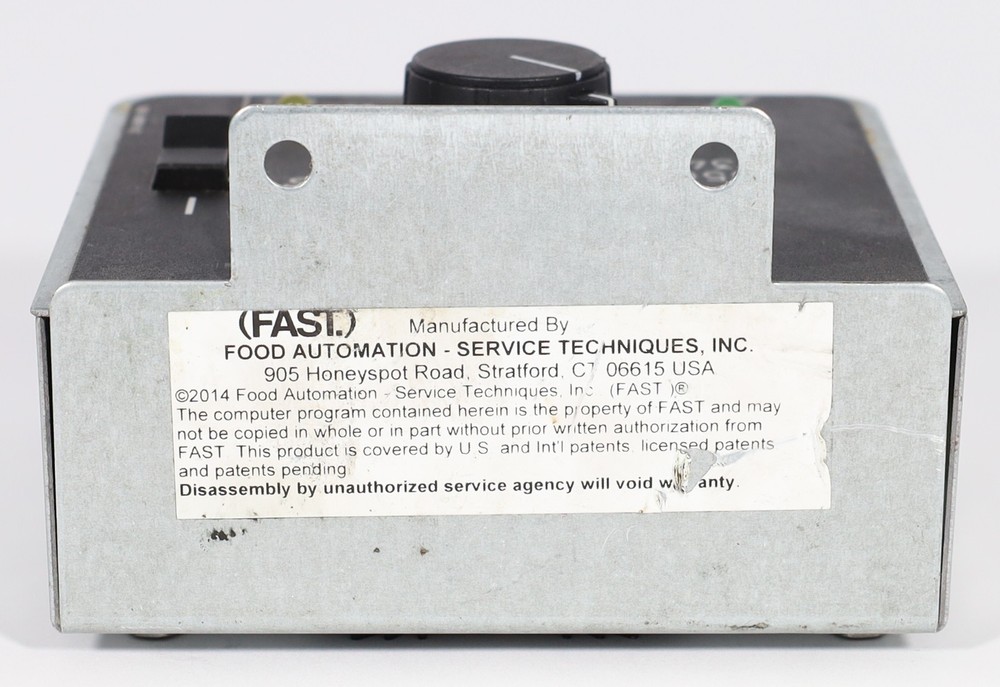 (FAST.) Manufactured By
FOOD AUTOMATION - SERVICE TECHNIQUES, INC.
905 Honeyspot Road, Stratford, CT 06615 USA
©2014 Food Automation - Service Techniques, Inc. (FAST.)®
The computer program contained herein is the property of FAST and may
not be copied in whole or in part without prior written authorization from
FAST. This product is covered by U.S. and Int'l patents, licensed patents
and patents pending.
Disassembly by unauthorized service agency will void warranty.